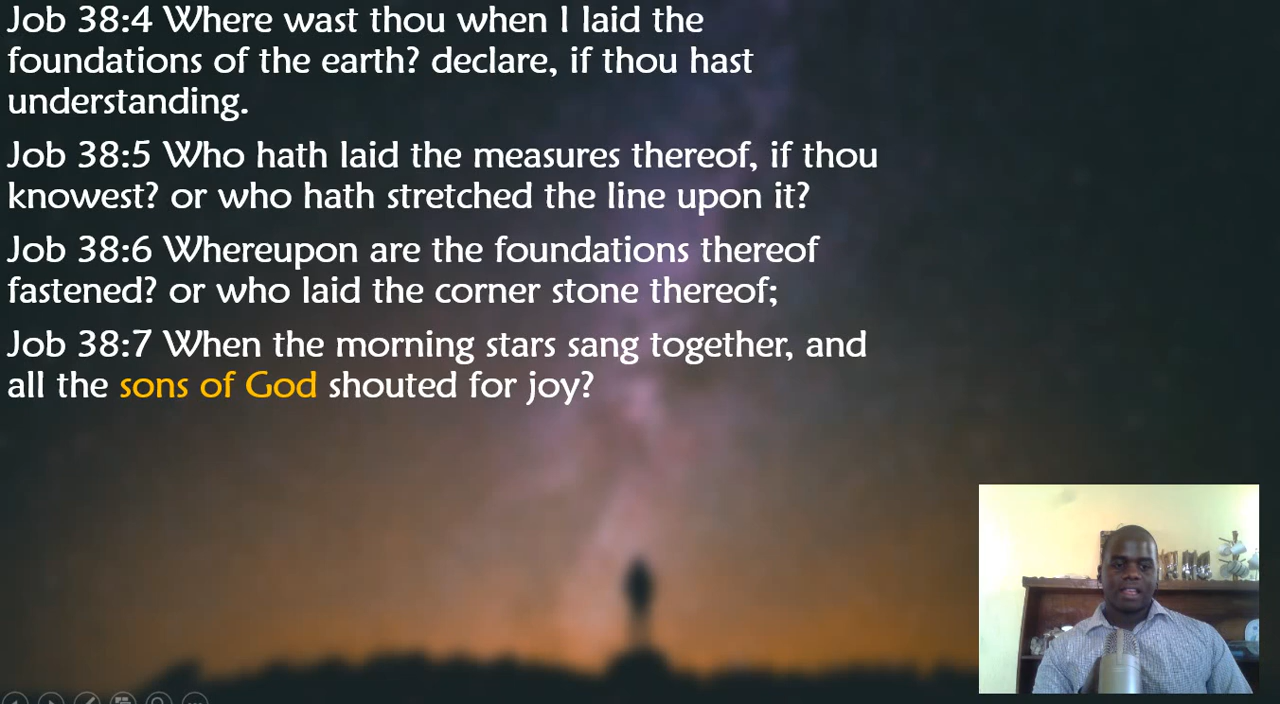 Job 38:4 Where wast thou when I laid the
foundations of the earth? declare, if thou hast
understanding.
Job 38:5 Who hath laid the measures thereof, if thou
knowest? or who hath stretched the line upon it?
Job 38:6 Whereupon are the foundations thereof
fastened? or who laid the corner stone thereof;
Job 38:7 When the morning stars sang together, and
all the sons of God shouted for joy?